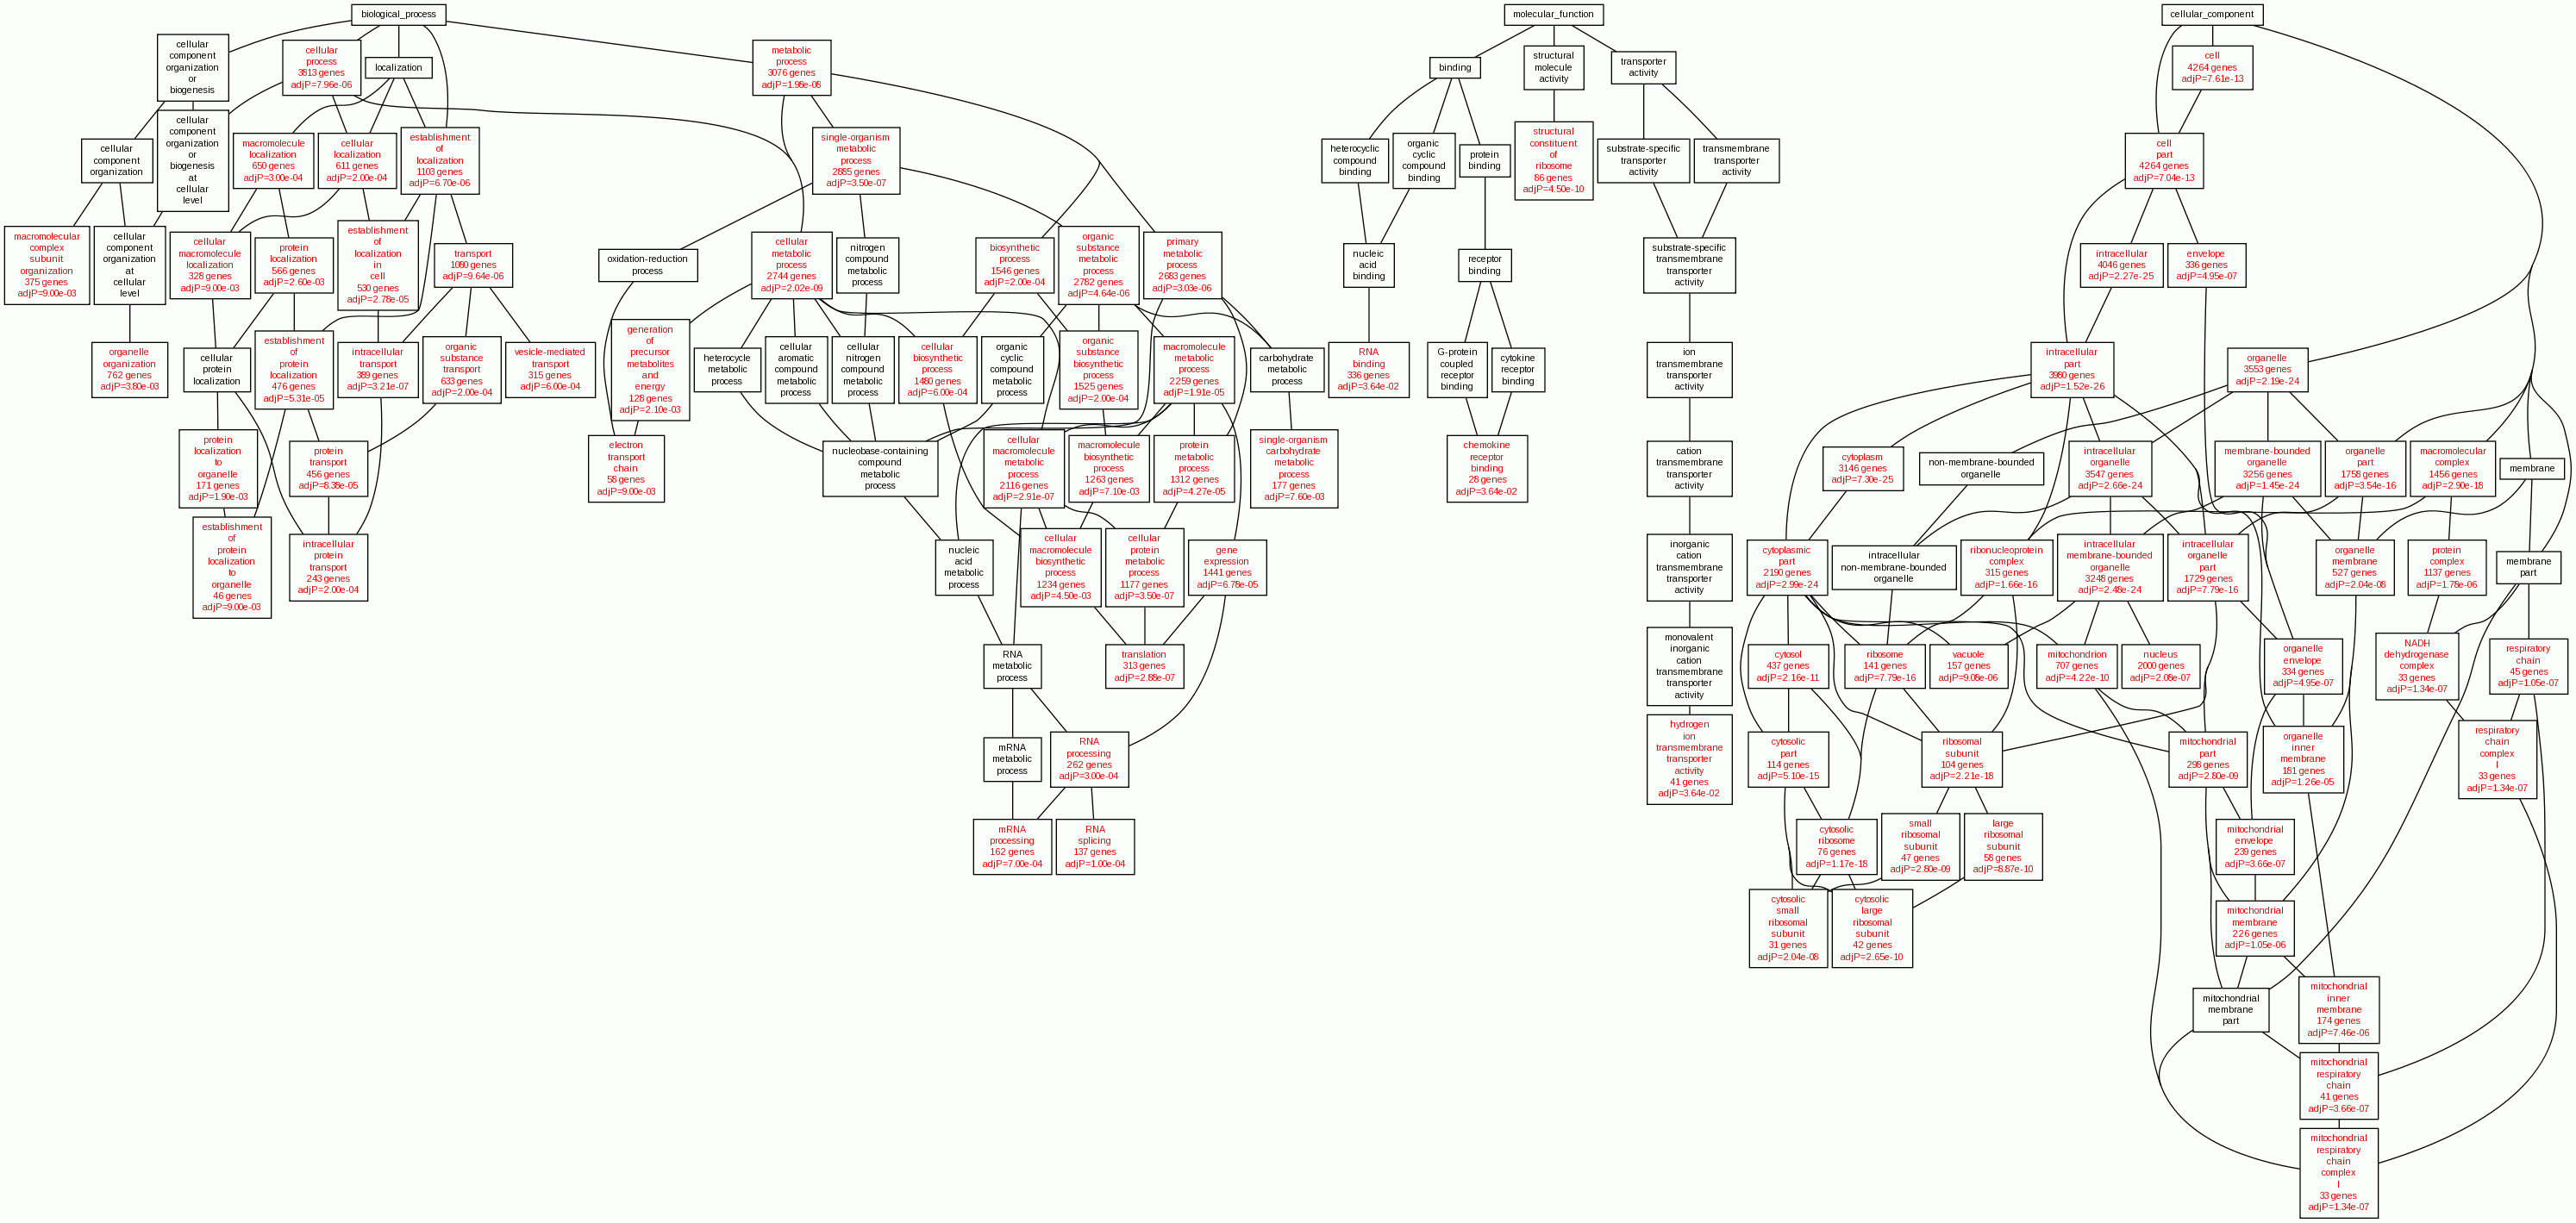 biological_process
cellular
component
organization
or
biogenesis
cellular
process
3813 genes
adjP=7.96e-06
localization
metabolic
process
3076 genes
adjP=1.98e-08
cellular
component
organization
cellular
component
organization
or
biogenesis
at
cellular
level
macromolecule
localization
650 genes
adjP=3.00e-04
cellular
localization
611 genes
adjP=2.00e-04
establishment
of
localization
1103 genes
adjP=6.70e-06
single-organism
metabolic
process
2885 genes
adjP=3.50e-07
macromolecular
complex
subunit
organization
375 genes
adjP=9.00e-03
cellular
component
organization
at
cellular
level
cellular
macromolecule
localization
328 genes
adjP=9.00e-03
protein
localization
566 genes
adjP=2.60e-03
establishment
of
localization
in
cell
530 genes
adjP=2.78e-05
transport
1080 genes
adjP=9.64e-06
oxidation-reduction
process
cellular
metabolic
process
2744 genes
adjP=2.02e-09
nitrogen
compound
metabolic
process
biosynthetic
process
1546 genes
adjP=2.00e-04
organic
substance
metabolic
process
2782 genes
adjP=4.64e-06
primary
metabolic
process
2683 genes
adjP=3.03e-06
organelle
organization
762 genes
adjP=3.80e-03
cellular
protein
localization
establishment
of
protein
localization
476 genes
adjP=5.31e-05
intracellular
transport
389 genes
adjP=3.21e-07
organic
substance
transport
633 genes
adjP=2.00e-04
vesicle-mediated
transport
315 genes
adjP=6.00e-04
generation
of
precursor
metabolites
and
energy
128 genes
adjP=2.10e-03
heterocycle
metabolic
process
cellular
aromatic
compound
metabolic
process
cellular
nitrogen
compound
metabolic
process
cellular
biosynthetic
process
1480 genes
adjP=6.00e-04
organic
cyclic
compound
metabolic
process
organic
substance
biosynthetic
process
1525 genes
adjP=2.00e-04
macromolecule
metabolic
process
2259 genes
adjP=1.91e-05
carbohydrate
metabolic
process
protein
localization
to
organelle
171 genes
adjP=1.90e-03
protein
transport
456 genes
adjP=8.38e-05
electron
transport
chain
58 genes
adjP=9.00e-03
nucleobase-containing
compound
metabolic
process
cellular
macromolecule
metabolic
process
2116 genes
adjP=2.91e-07
macromolecule
biosynthetic
process
1263 genes
adjP=7.10e-03
protein
metabolic
process
1312 genes
adjP=4.27e-05
single-organism
carbohydrate
metabolic
process
177 genes
adjP=7.60e-03
establishment
of
protein
localization
to
organelle
46 genes
adjP=9.00e-03
intracellular
protein
transport
243 genes
adjP=2.00e-04
nucleic
acid
metabolic
process
cellular
macromolecule
biosynthetic
process
1234 genes
adjP=4.50e-03
cellular
protein
metabolic
process
1177 genes
adjP=3.50e-07
gene
expression
1441 genes
adjP=6.78e-05
RNA
metabolic
process
translation
313 genes
adjP=2.88e-07
mRNA
metabolic
process
RNA
processing
262 genes
adjP=3.00e-04
mRNA
processing
162 genes
adjP=7.00e-04
RNA
splicing
137 genes
adjP=1.00e-04
molecular_function
binding
structural
molecule
activity
transporter
activity
heterocyclic
compound
binding
organic
cyclic
compound
binding
protein
binding
structural
constituent
of
ribosome
86 genes
adjP=4.50e-10
substrate-specific
transporter
activity
transmembrane
transporter
activity
nucleic
acid
binding
receptor
binding
substrate-specific
transmembrane
transporter
activity
RNA
binding
336 genes
adjP=3.64e-02
G-protein
coupled
receptor
binding
cytokine
receptor
binding
ion
transmembrane
transporter
activity
chemokine
receptor
binding
28 genes
adjP=3.64e-02
cation
transmembrane
transporter
activity
inorganic
cation
transmembrane
transporter
activity
monovalent
inorganic
cation
transmembrane
transporter
activity
hydrogen
ion
transmembrane
transporter
activity
41 genes
adjP=3.64e-02
cellular_component
cell
4264 genes
adjP=7.61e-13
cell
part
4264 genes
adjP=7.04e-13
intracellular
4046 genes
adjP=2.27e-25
envelope
336 genes
adjP=4.95e-07
intracellular
part
3980 genes
adjP=1.52e-26
organelle
3553 genes
adjP=2.19e-24
cytoplasm
3146 genes
adjP=7.30e-25
non-membrane-bounded
organelle
intracellular
organelle
3547 genes
adjP=2.66e-24
membrane-bounded
organelle
3256 genes
adjP=1.45e-24
organelle
part
1758 genes
adjP=3.54e-16
macromolecular
complex
1456 genes
adjP=2.90e-18
membrane
cytoplasmic
part
2190 genes
adjP=2.99e-24
intracellular
non-membrane-bounded
organelle
ribonucleoprotein
complex
315 genes
adjP=1.66e-16
intracellular
membrane-bounded
organelle
3248 genes
adjP=2.48e-24
intracellular
organelle
part
1729 genes
adjP=7.79e-16
organelle
membrane
527 genes
adjP=2.04e-08
protein
complex
1137 genes
adjP=1.78e-06
membrane
part
cytosol
437 genes
adjP=2.16e-11
ribosome
141 genes
adjP=7.79e-16
vacuole
157 genes
adjP=9.08e-06
mitochondrion
707 genes
adjP=4.22e-10
nucleus
2000 genes
adjP=2.08e-07
organelle
envelope
334 genes
adjP=4.95e-07
NADH
dehydrogenase
complex
33 genes
adjP=1.34e-07
respiratory
chain
45 genes
adjP=1.05e-07
cytosolic
part
114 genes
adjP=5.10e-15
ribosomal
subunit
104 genes
adjP=2.21e-18
mitochondrial
part
298 genes
adjP=2.80e-09
organelle
inner
membrane
181 genes
adjP=1.26e-05
respiratory
chain
complex
I
33 genes
adjP=1.34e-07
cytosolic
ribosome
76 genes
adjP=1.17e-18
small
ribosomal
subunit
47 genes
adjP=2.80e-09
large
ribosomal
subunit
58 genes
adjP=8.87e-10
mitochondrial
envelope
239 genes
adjP=3.66e-07
cytosolic
small
ribosomal
subunit
31 genes
adjP=2.04e-08
cytosolic
large
ribosomal
subunit
42 genes
adjP=2.65e-10
mitochondrial
membrane
226 genes
adjP=1.05e-06
mitochondrial
membrane
part
mitochondrial
inner
membrane
174 genes
adjP=7.46e-06
mitochondrial
respiratory
chain
41 genes
adjP=3.66e-07
mitochondrial
respiratory
chain
complex
I
33 genes
adjP=1.34e-07